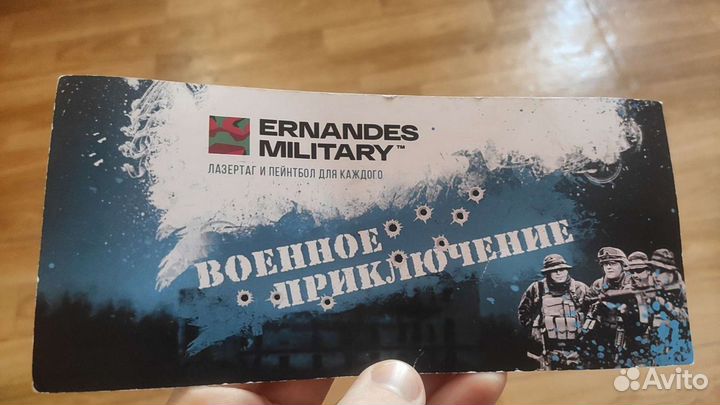 ERNANDES
MILITARY™
ЛАЗЕРТАГ И ПЕЙНТБОЛ ДЛЯ КАЖДОГО
ВОЕННОЕ
ПРИКЛЮЧЕНИЕ
Avito